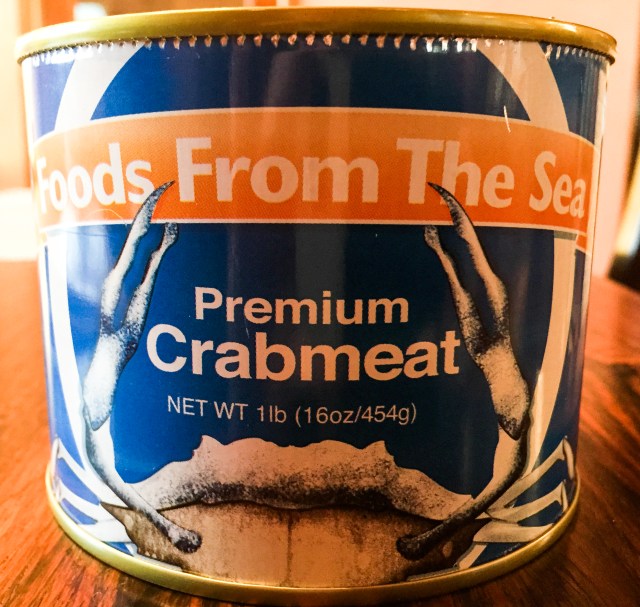 Foods From The Sea
Premium
Crabmeat
NET WT 1lb (16oz/454g)